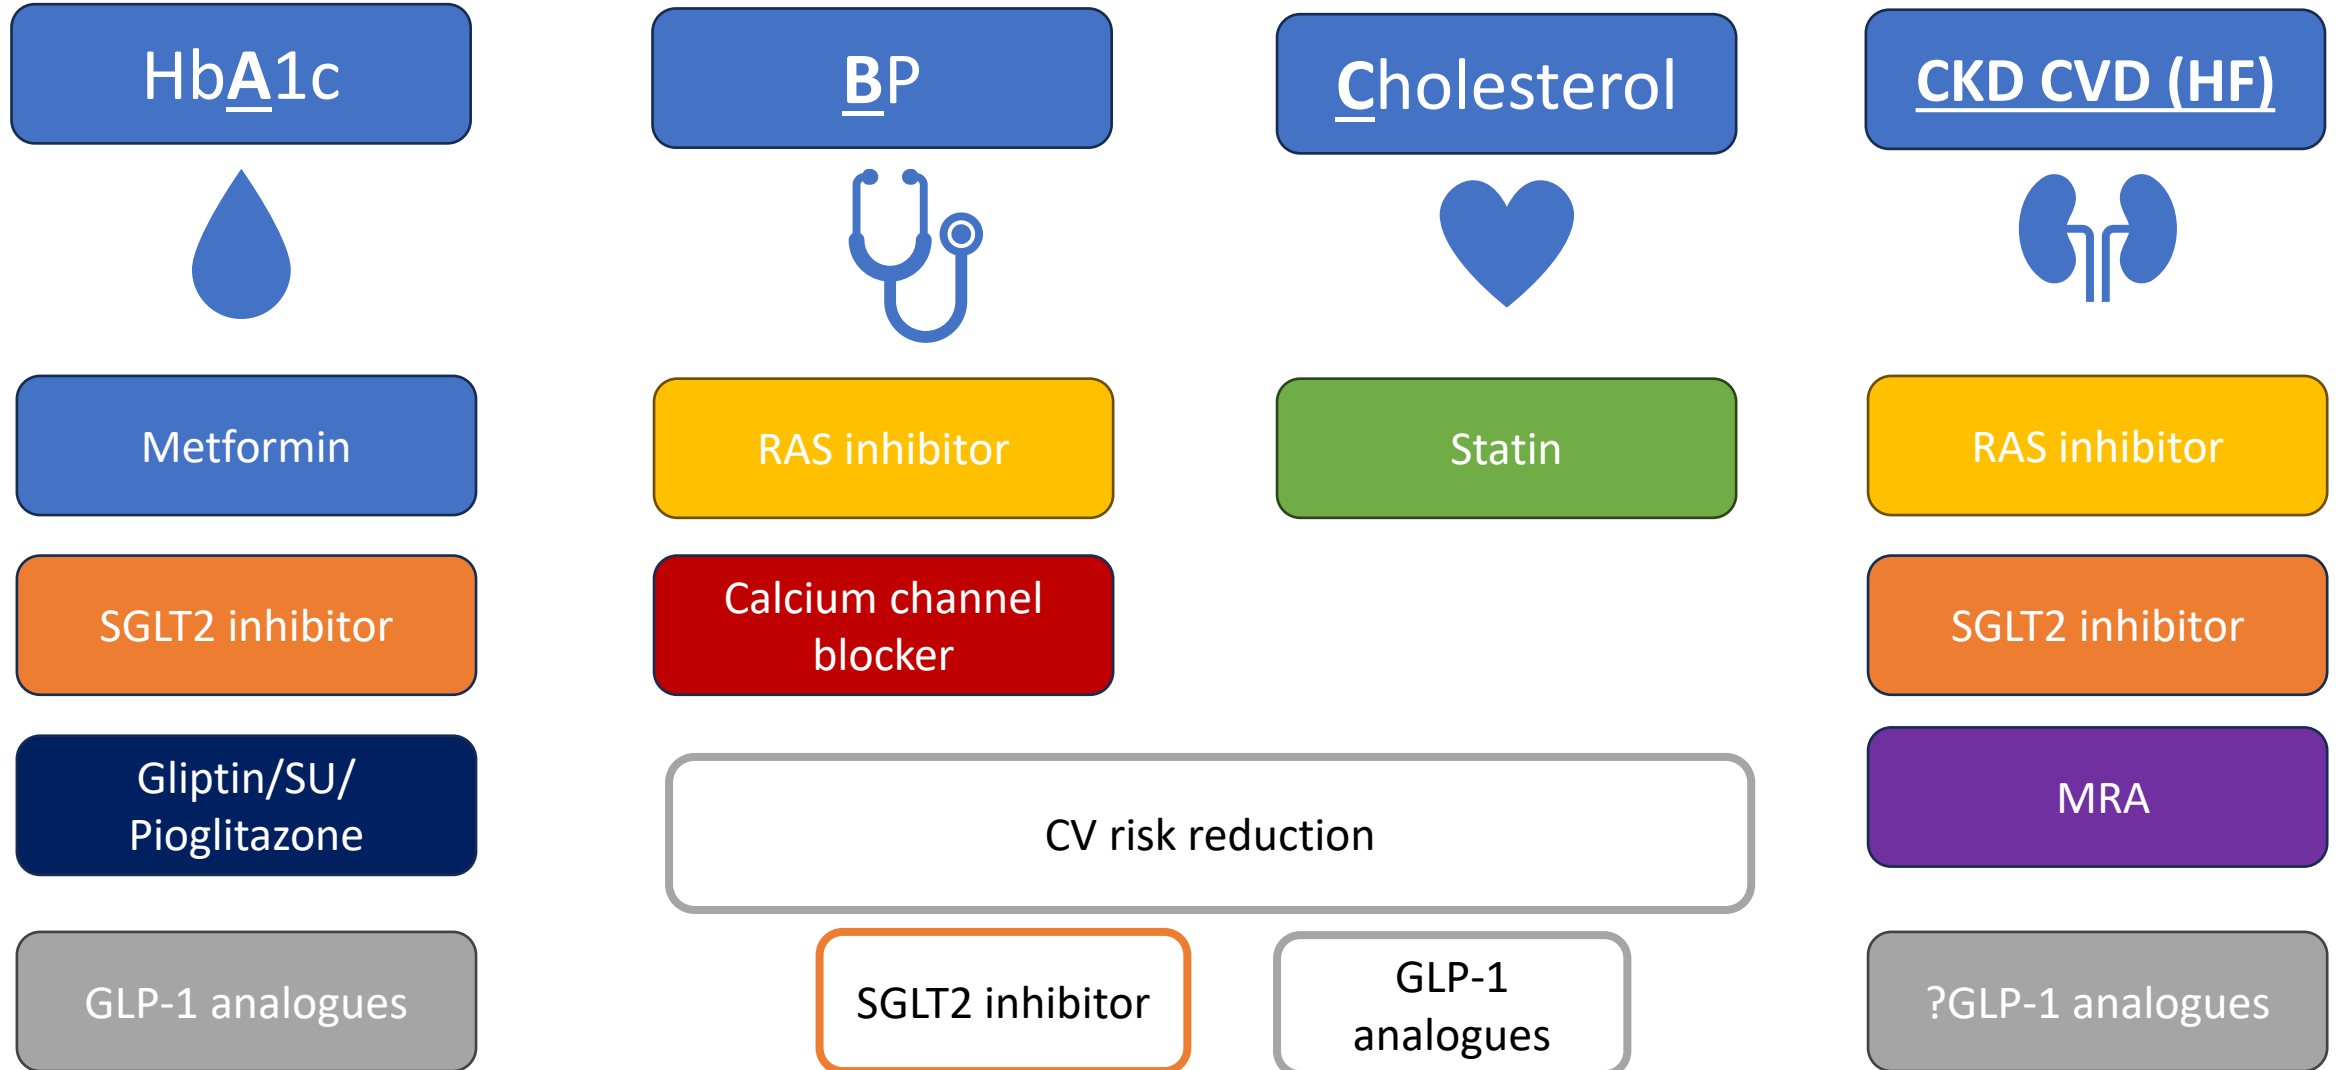 HbA1c
BP
Cholesterol
CKD CVD (HF)
Metformin
RAS inhibitor
Statin
RAS inhibitor
SGLT2 inhibitor
Calcium channel
blocker
SGLT2 inhibitor
Gliptin/SU/
Pioglitazone
CV risk reduction
MRA
GLP-1 analogues
SGLT2 inhibitor
GLP-1
analogues
?GLP-1 analogues